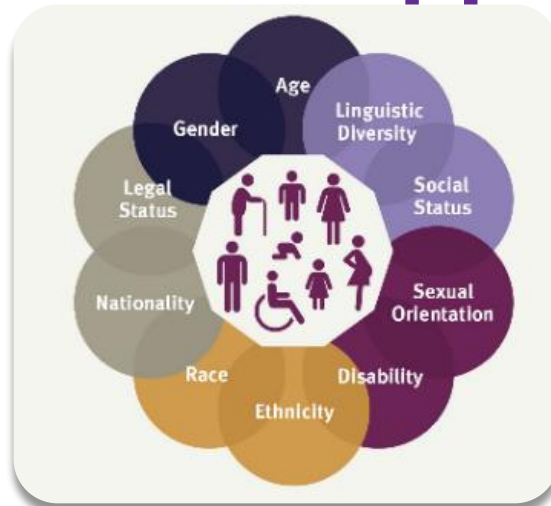 Age
Linguistic
Diversity
Social
Status
Sexual
Orientation
Disability
Ethnicity
Race
Nationality
Legal
Status
Gender